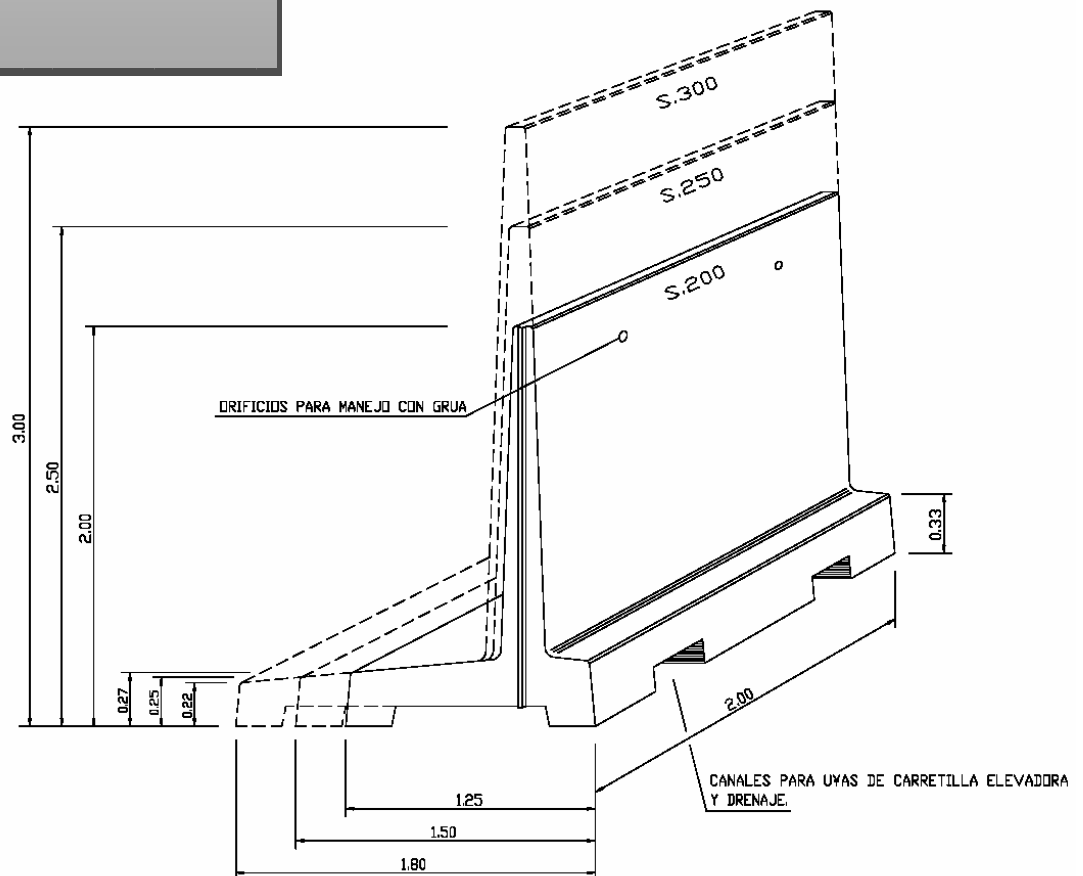 S.300
S.250
S.200
ORIFICIOS PARA MANEJO CON GRUA
3.00
2.50
2.00
0.33
0.27
0.25
0.22
2.00
CANALES PARA UYAS DE CARRETILLA ELEVADORA
Y DRENAJE.
1.25
1.50
1.80